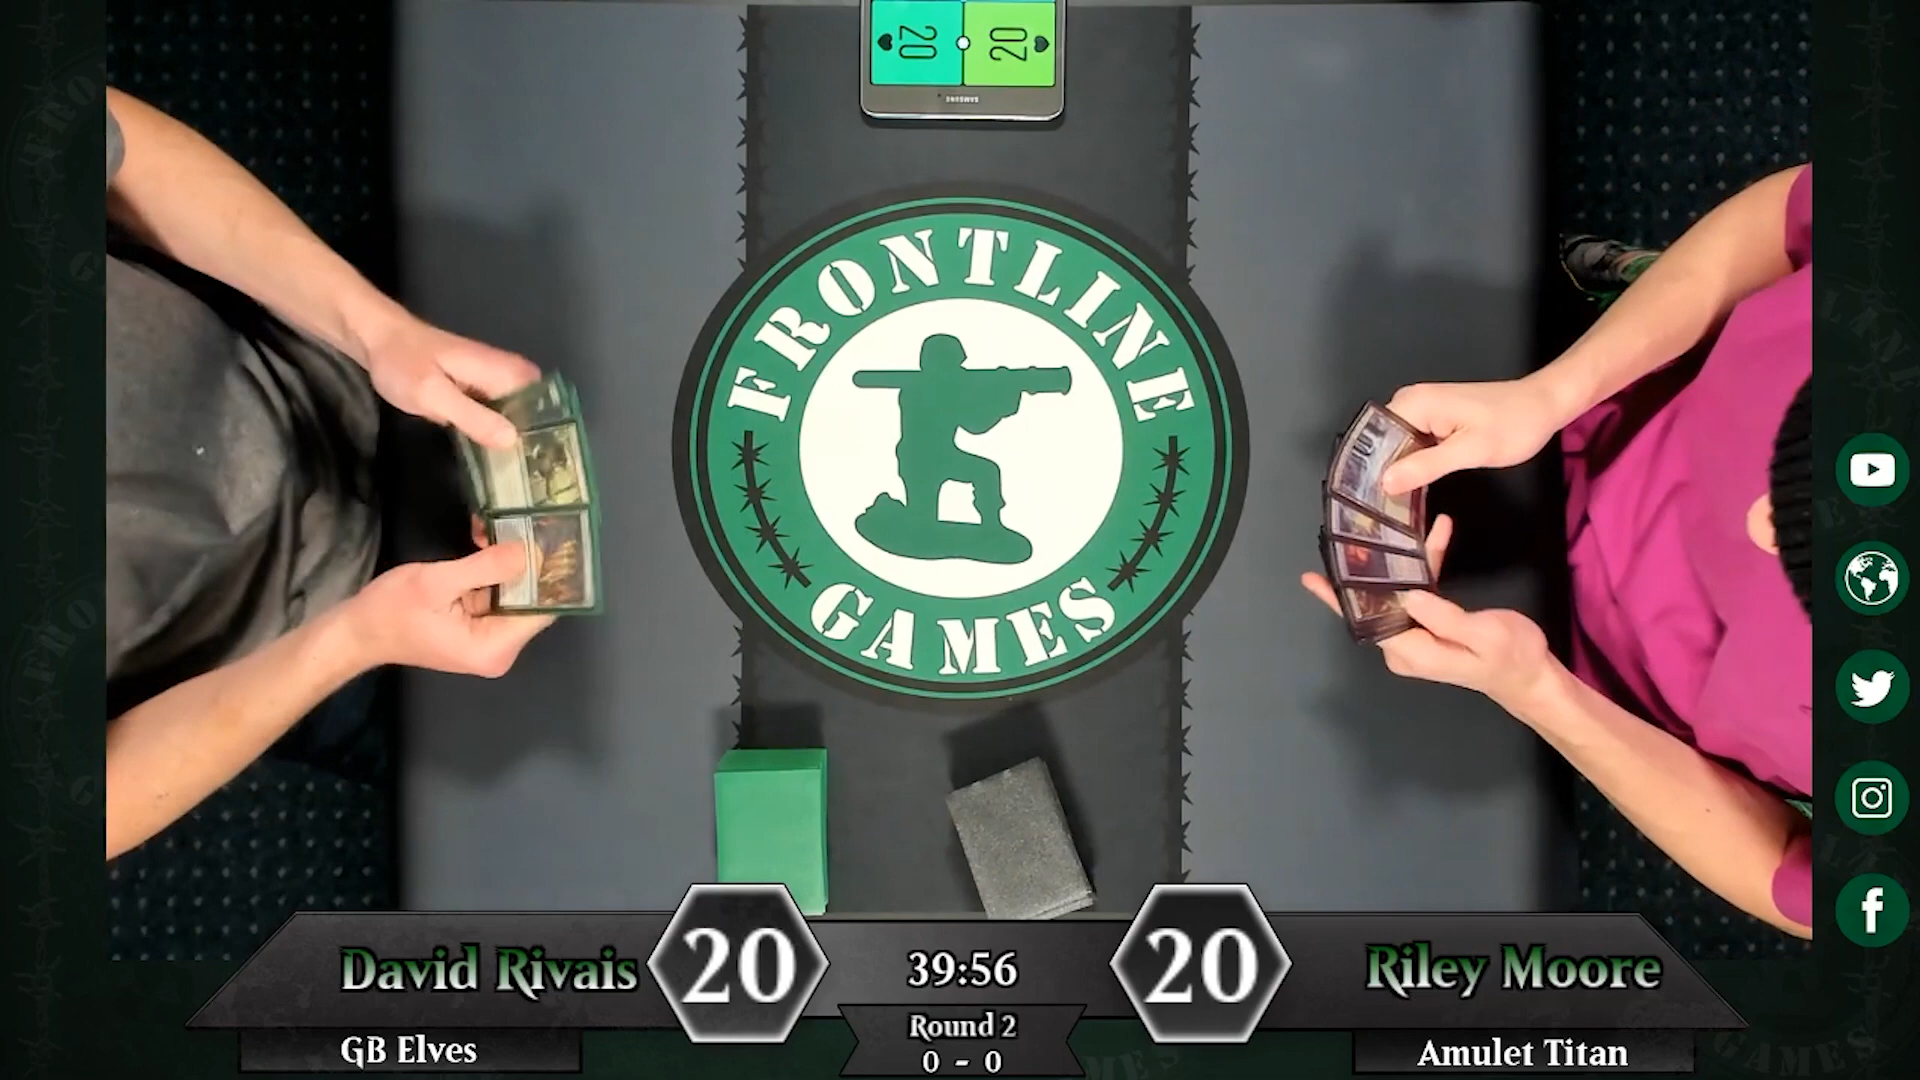 20 20
SAMSUNG
FRONTLINE
GAMES
David Rivais 20 39:56 20 Riley Moore
Round 2
GB Elves 0 - 0 Amulet Titan